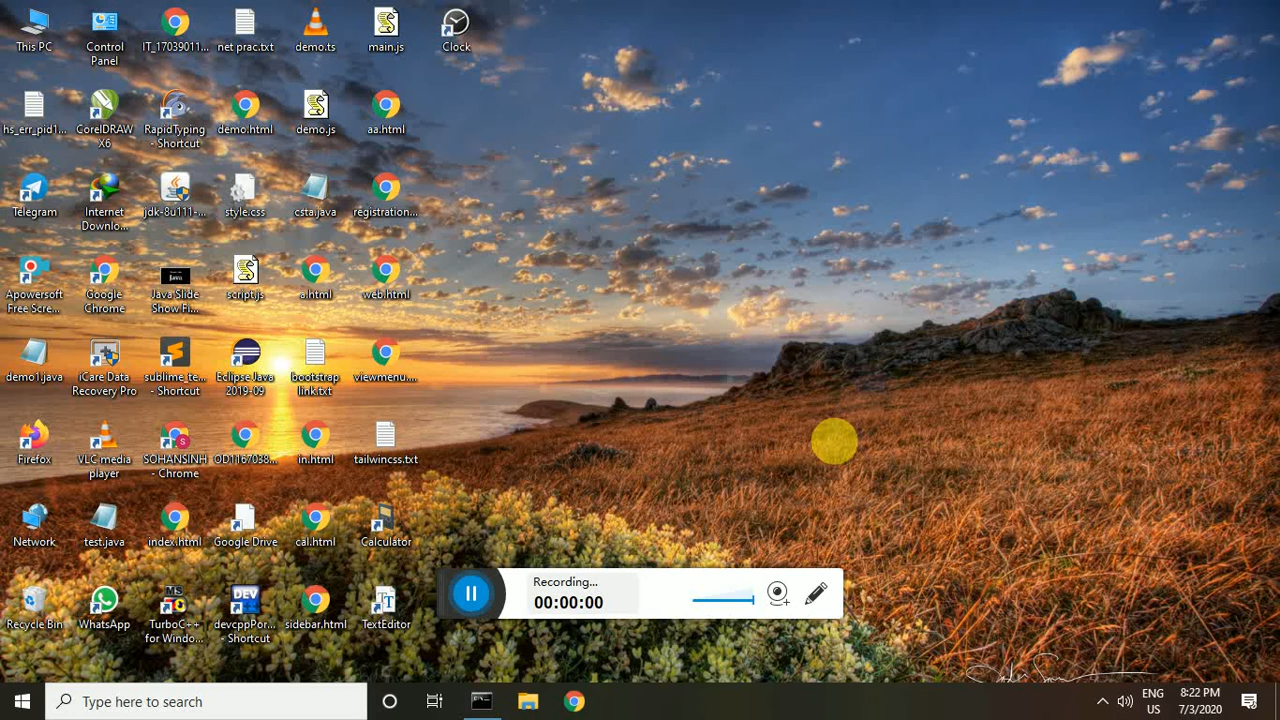 This PC
Control
Panel
IT_17039011...
net prac.txt
demo.ts
main.js
Clock
hs_err_pid1...
CorelDRAW
X6
RapidTyping
- Shortcut
demo.html
demo.js
aa.html
Telegram
Internet
Downlo...
jdk-8u111-...
style.css
csta.java
registration...
Apowersoft
Free Scre...
Google
Chrome
Java Slide
Show Fi...
script.js
a.html
web.html
demo1.java
iCare Data
Recovery Pro
sublime_te...
- Shortcut
Eclipse Java
2019-09
bootstrap
link.txt
viewmenu....
Firefox
VLC media
player
SOHANSINH
- Chrome
OD1167038...
in.html
tailwincss.txt
Network
test.java
index.html
Google Drive
cal.html
Calculator
Recycle Bin
WhatsApp
TurboC++
for Windo...
devcppPor...
- Shortcut
sidebar.html
TextEditor
Recording...
00:00:00
Type here to search
ENG
US
8:22 PM
7/3/2020